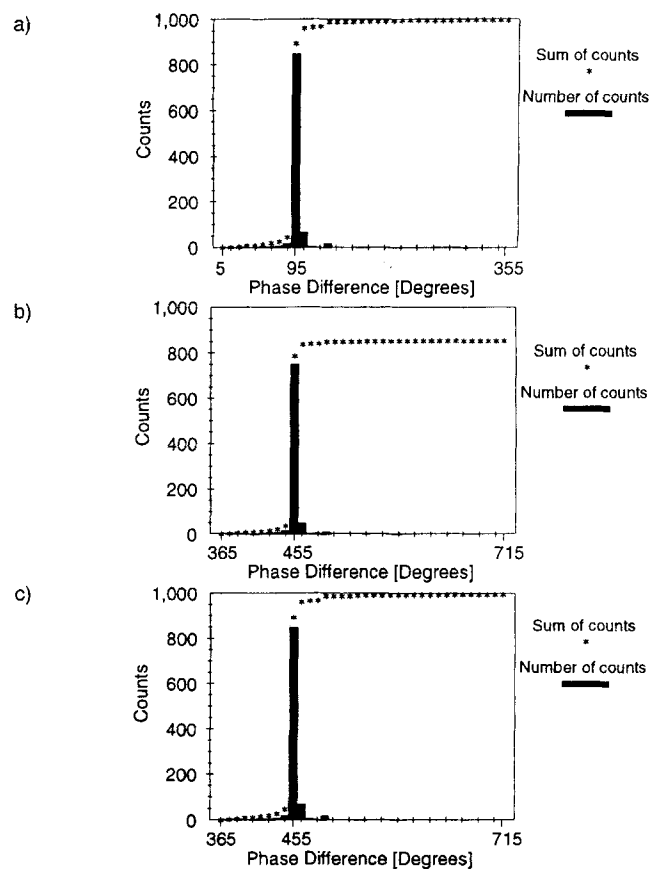 a)
1,000
800
600
400
200
0
Counts
5 95 355
Phase Difference [Degrees]
Sum of counts
*
Number of counts
b)
1,000
800
600
400
200
0
Counts
365 455 715
Phase Difference [Degrees]
Sum of counts
*
Number of counts
c)
1,000
800
600
400
200
0
Counts
365 455 715
Phase Difference [Degrees]
Sum of counts
*
Number of counts